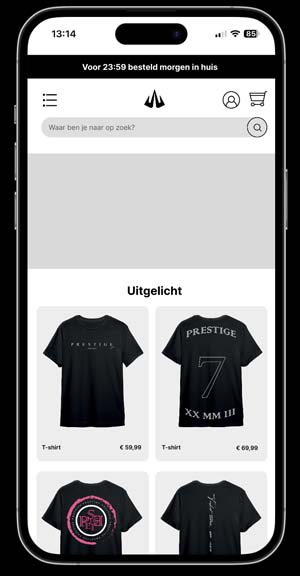 13:14
85
Voor 23:59 besteld morgen in huis
Waar ben je naar op zoek?
Uitgelicht
PRESTIGE
PRESTIGE
7
XX MM III
T-shirt € 59,99
T-shirt € 69,99